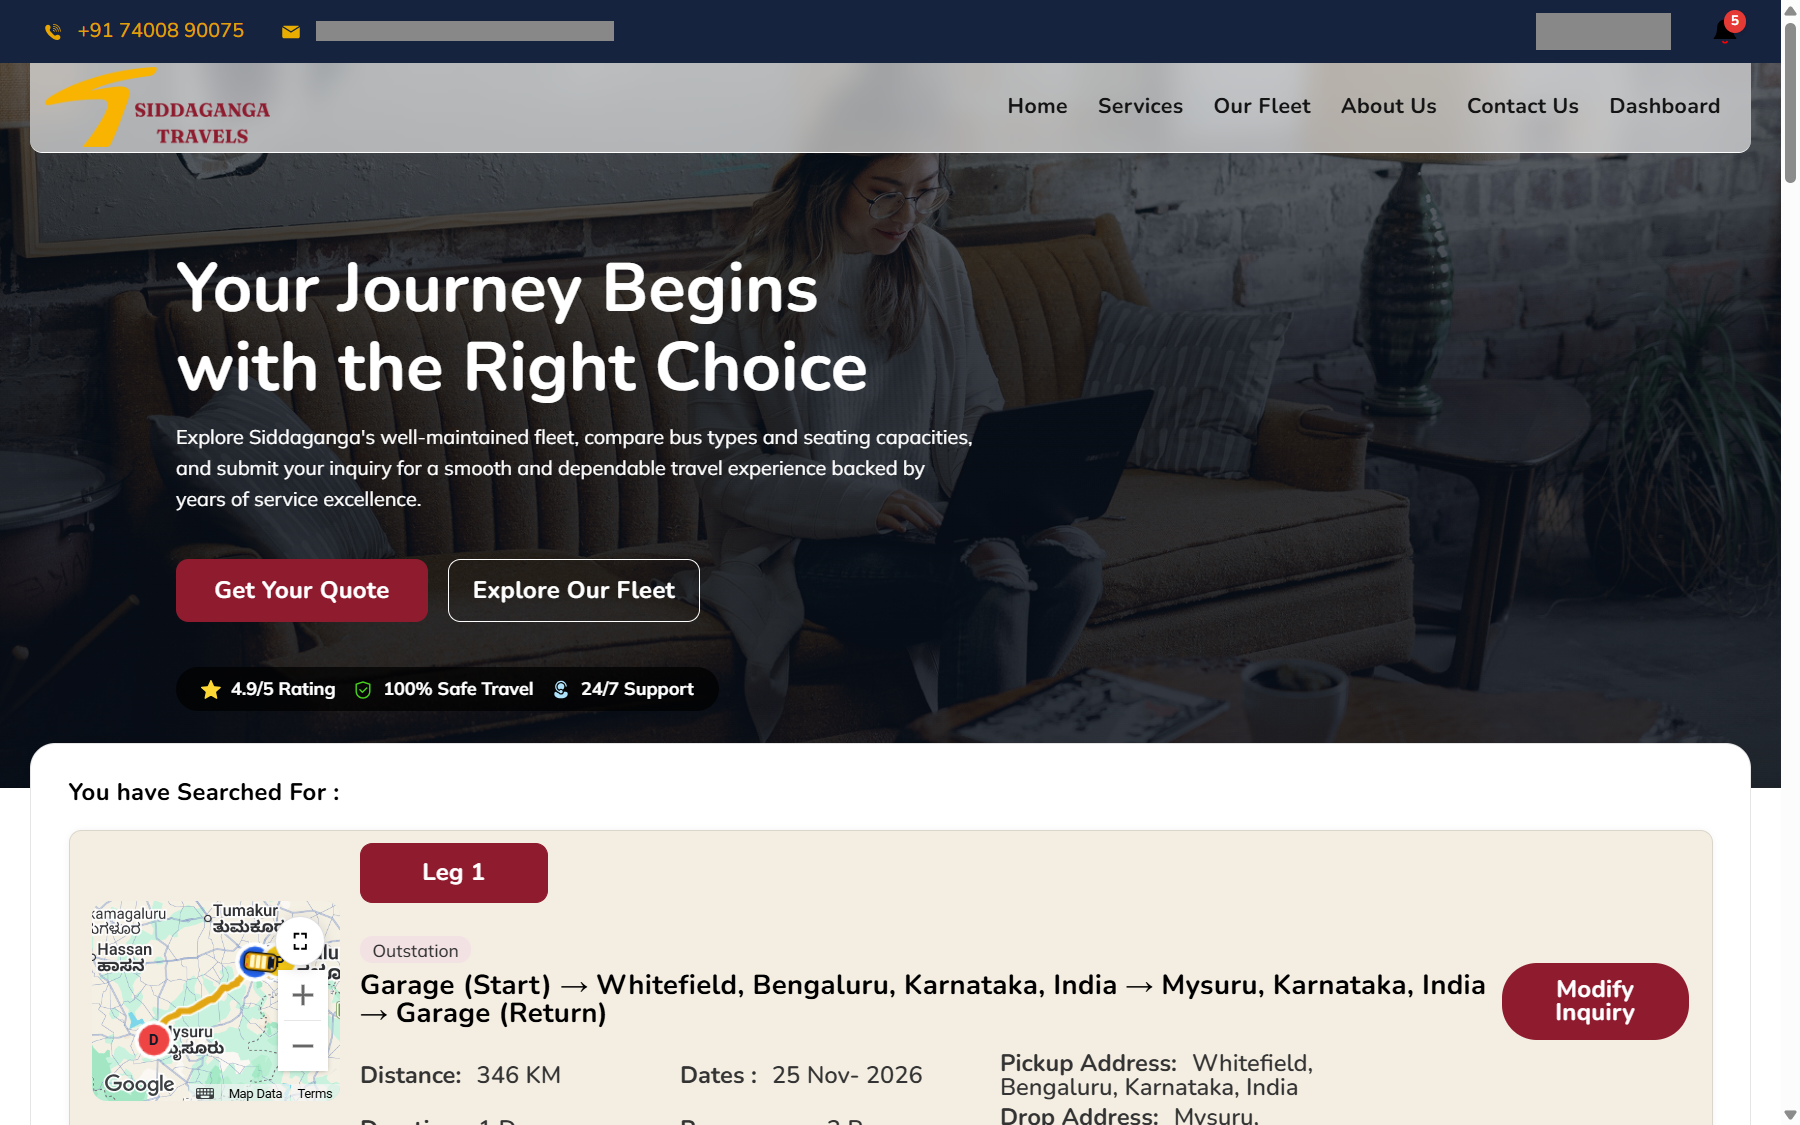 +91 74008 90075
5
SIDDAGANGA
TRAVELS
Home
Services
Our Fleet
About Us
Contact Us
Dashboard
Your Journey Begins
with the Right Choice
Explore Siddaganga's well-maintained fleet, compare bus types and seating capacities,
and submit your inquiry for a smooth and dependable travel experience backed by
years of service excellence.
Get Your Quote
Explore Our Fleet
4.9/5 Rating
100% Safe Travel
24/7 Support
You have Searched For :
Leg 1
Tumakur
Hassan
ಹಾಸನ
D
Google
Map Data
Terms
Outstation
Garage (Start) → Whitefield, Bengaluru, Karnataka, India → Mysuru, Karnataka, India
→ Garage (Return)
Modify
Inquiry
Distance: 346 KM
Dates : 25 Nov- 2026
Pickup Address: Whitefield,
Bengaluru, Karnataka, India
Drop Address: Mysuru,